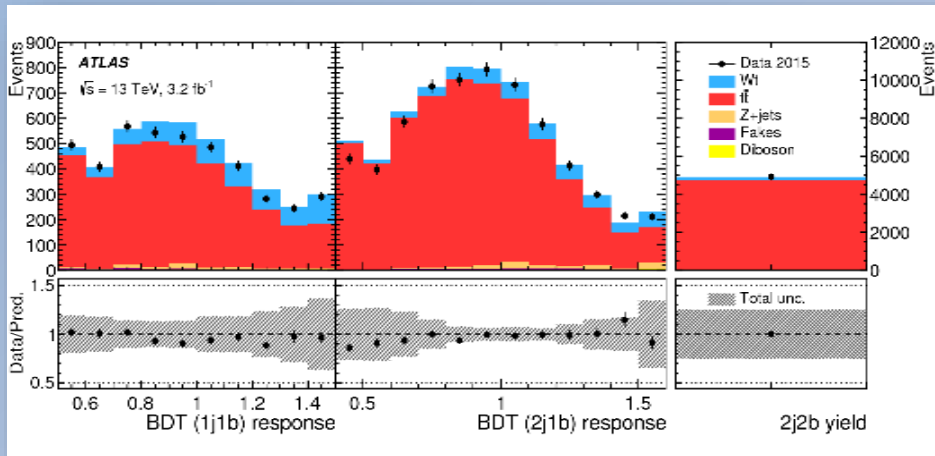 Events
900
800
700
600
500
400
300
200
100
0
ATLAS
√s = 13 TeV, 3.2 fb⁻¹
Data 2015
Wt
tt̄
Z+jets
Fakes
Diboson
12000
10000
8000
6000
4000
2000
0
Events
Data/Pred.
1.5
1
0.5
Total unc.
0.6 0.8 1 1.2 1.4
BDT (1j1b) response
0.5 1 1.5
BDT (2j1b) response
2j2b yield